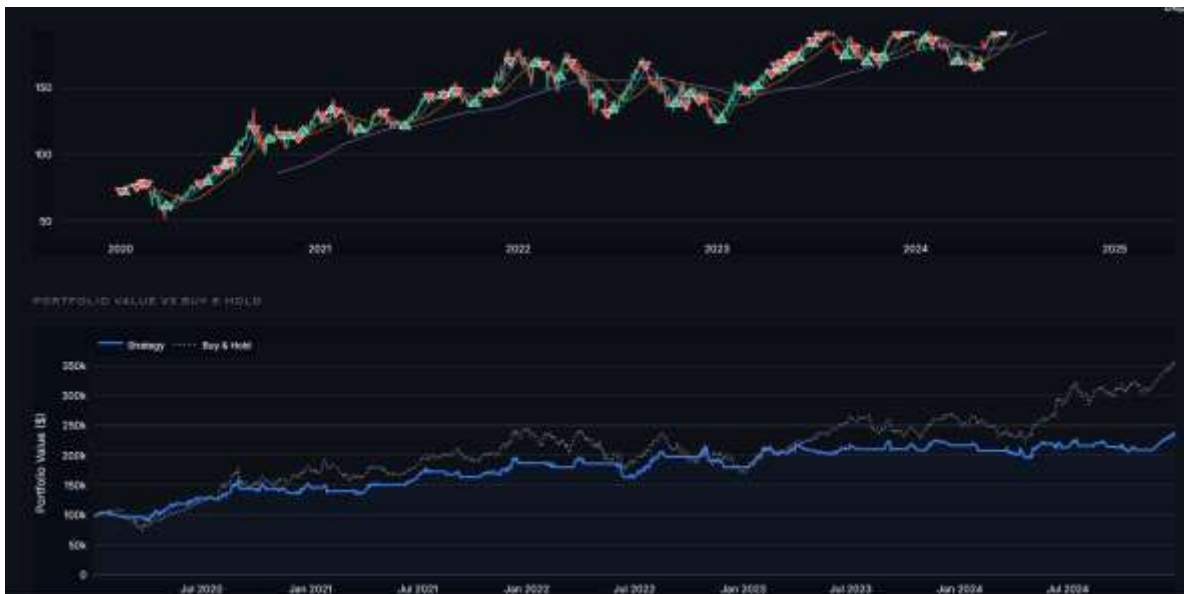 150
100
50
2020 2021 2022 2023 2024 2025
PORTFOLIO VALUE VS BUY & HOLD
Strategy Buy & Hold
350k
300k
250k
200k
150k
100k
50k
0
Portfolio Value ($)
Jul 2020 Jan 2021 Jul 2021 Jan 2022 Jul 2022 Jan 2023 Jul 2023 Jan 2024 Jul 2024